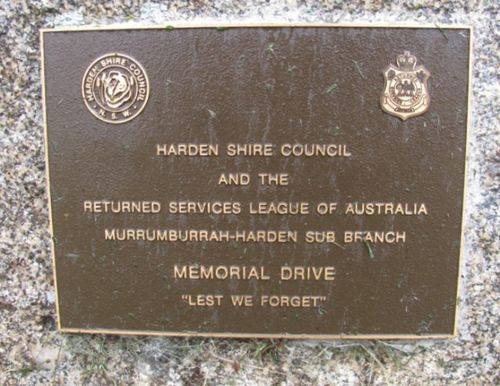 HARDEN SHIRE COUNCIL
N.S.W.
HARDEN SHIRE COUNCIL
AND THE
RETURNED SERVICES LEAGUE OF AUSTRALIA
MURRUMBURRAH-HARDEN SUB BRANCH
MEMORIAL DRIVE
"LEST WE FORGET"